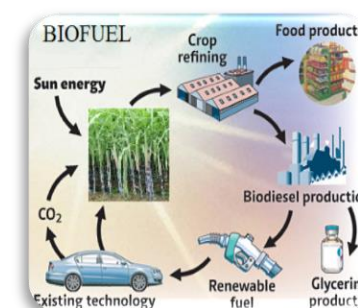 BIOFUEL
Crop
refining
Food product
Sun energy
Biodiesel productio
CO₂
Existing technology
Renewable
fuel
Glycerin
product